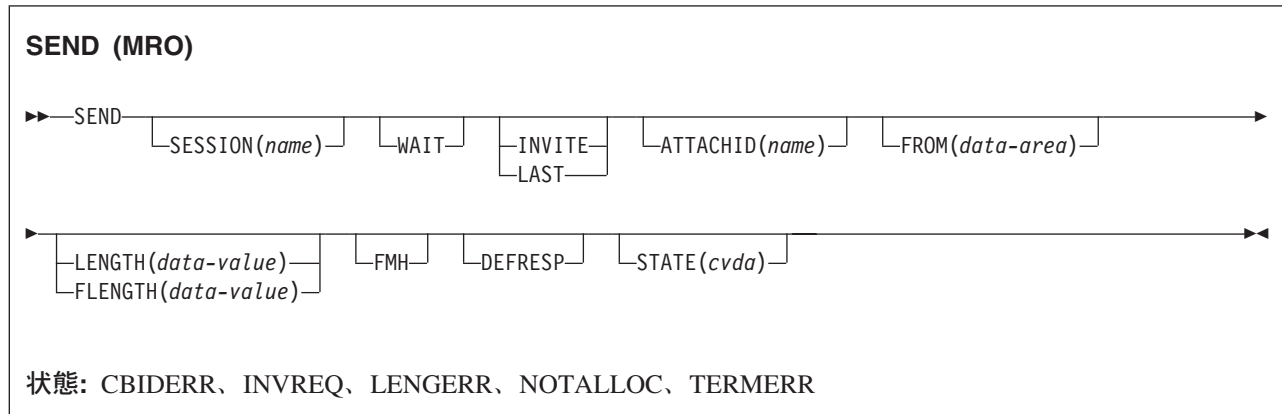 SEND (MRO)
SEND SESSION(name) WAIT INVITE ATTACHID(name) FROM(data-area)
LAST
LENGTH(data-value) FMH DEFRESP STATE(cvda)
FLENGTH(data-value)
状態: CBIDERR、INVREQ、LENGERR、NOTALLOC、TERMERR